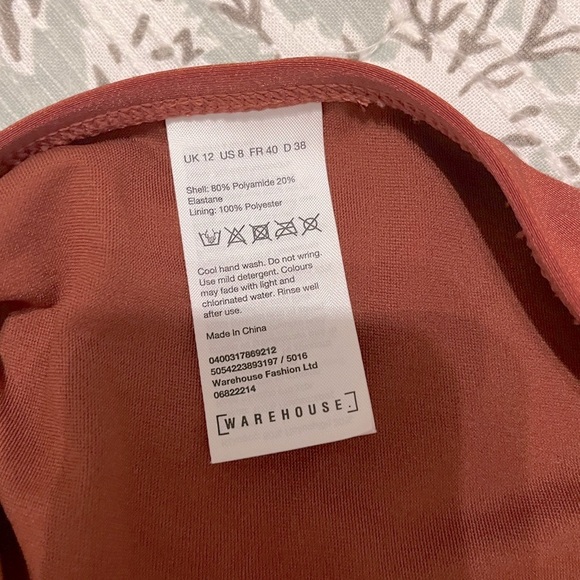 UK 12 US 8 FR 40 D 38
Shell: 80% Polyamide 20%
Elastane
Lining: 100% Polyester
Cool hand wash. Do not wring.
Use mild detergent. Colours
may fade with light and
chlorinated water. Rinse well
after use.
Made In China
0400317869212
5054223893197 / 5016
Warehouse Fashion Ltd
06822214
[WAREHOUSE.]